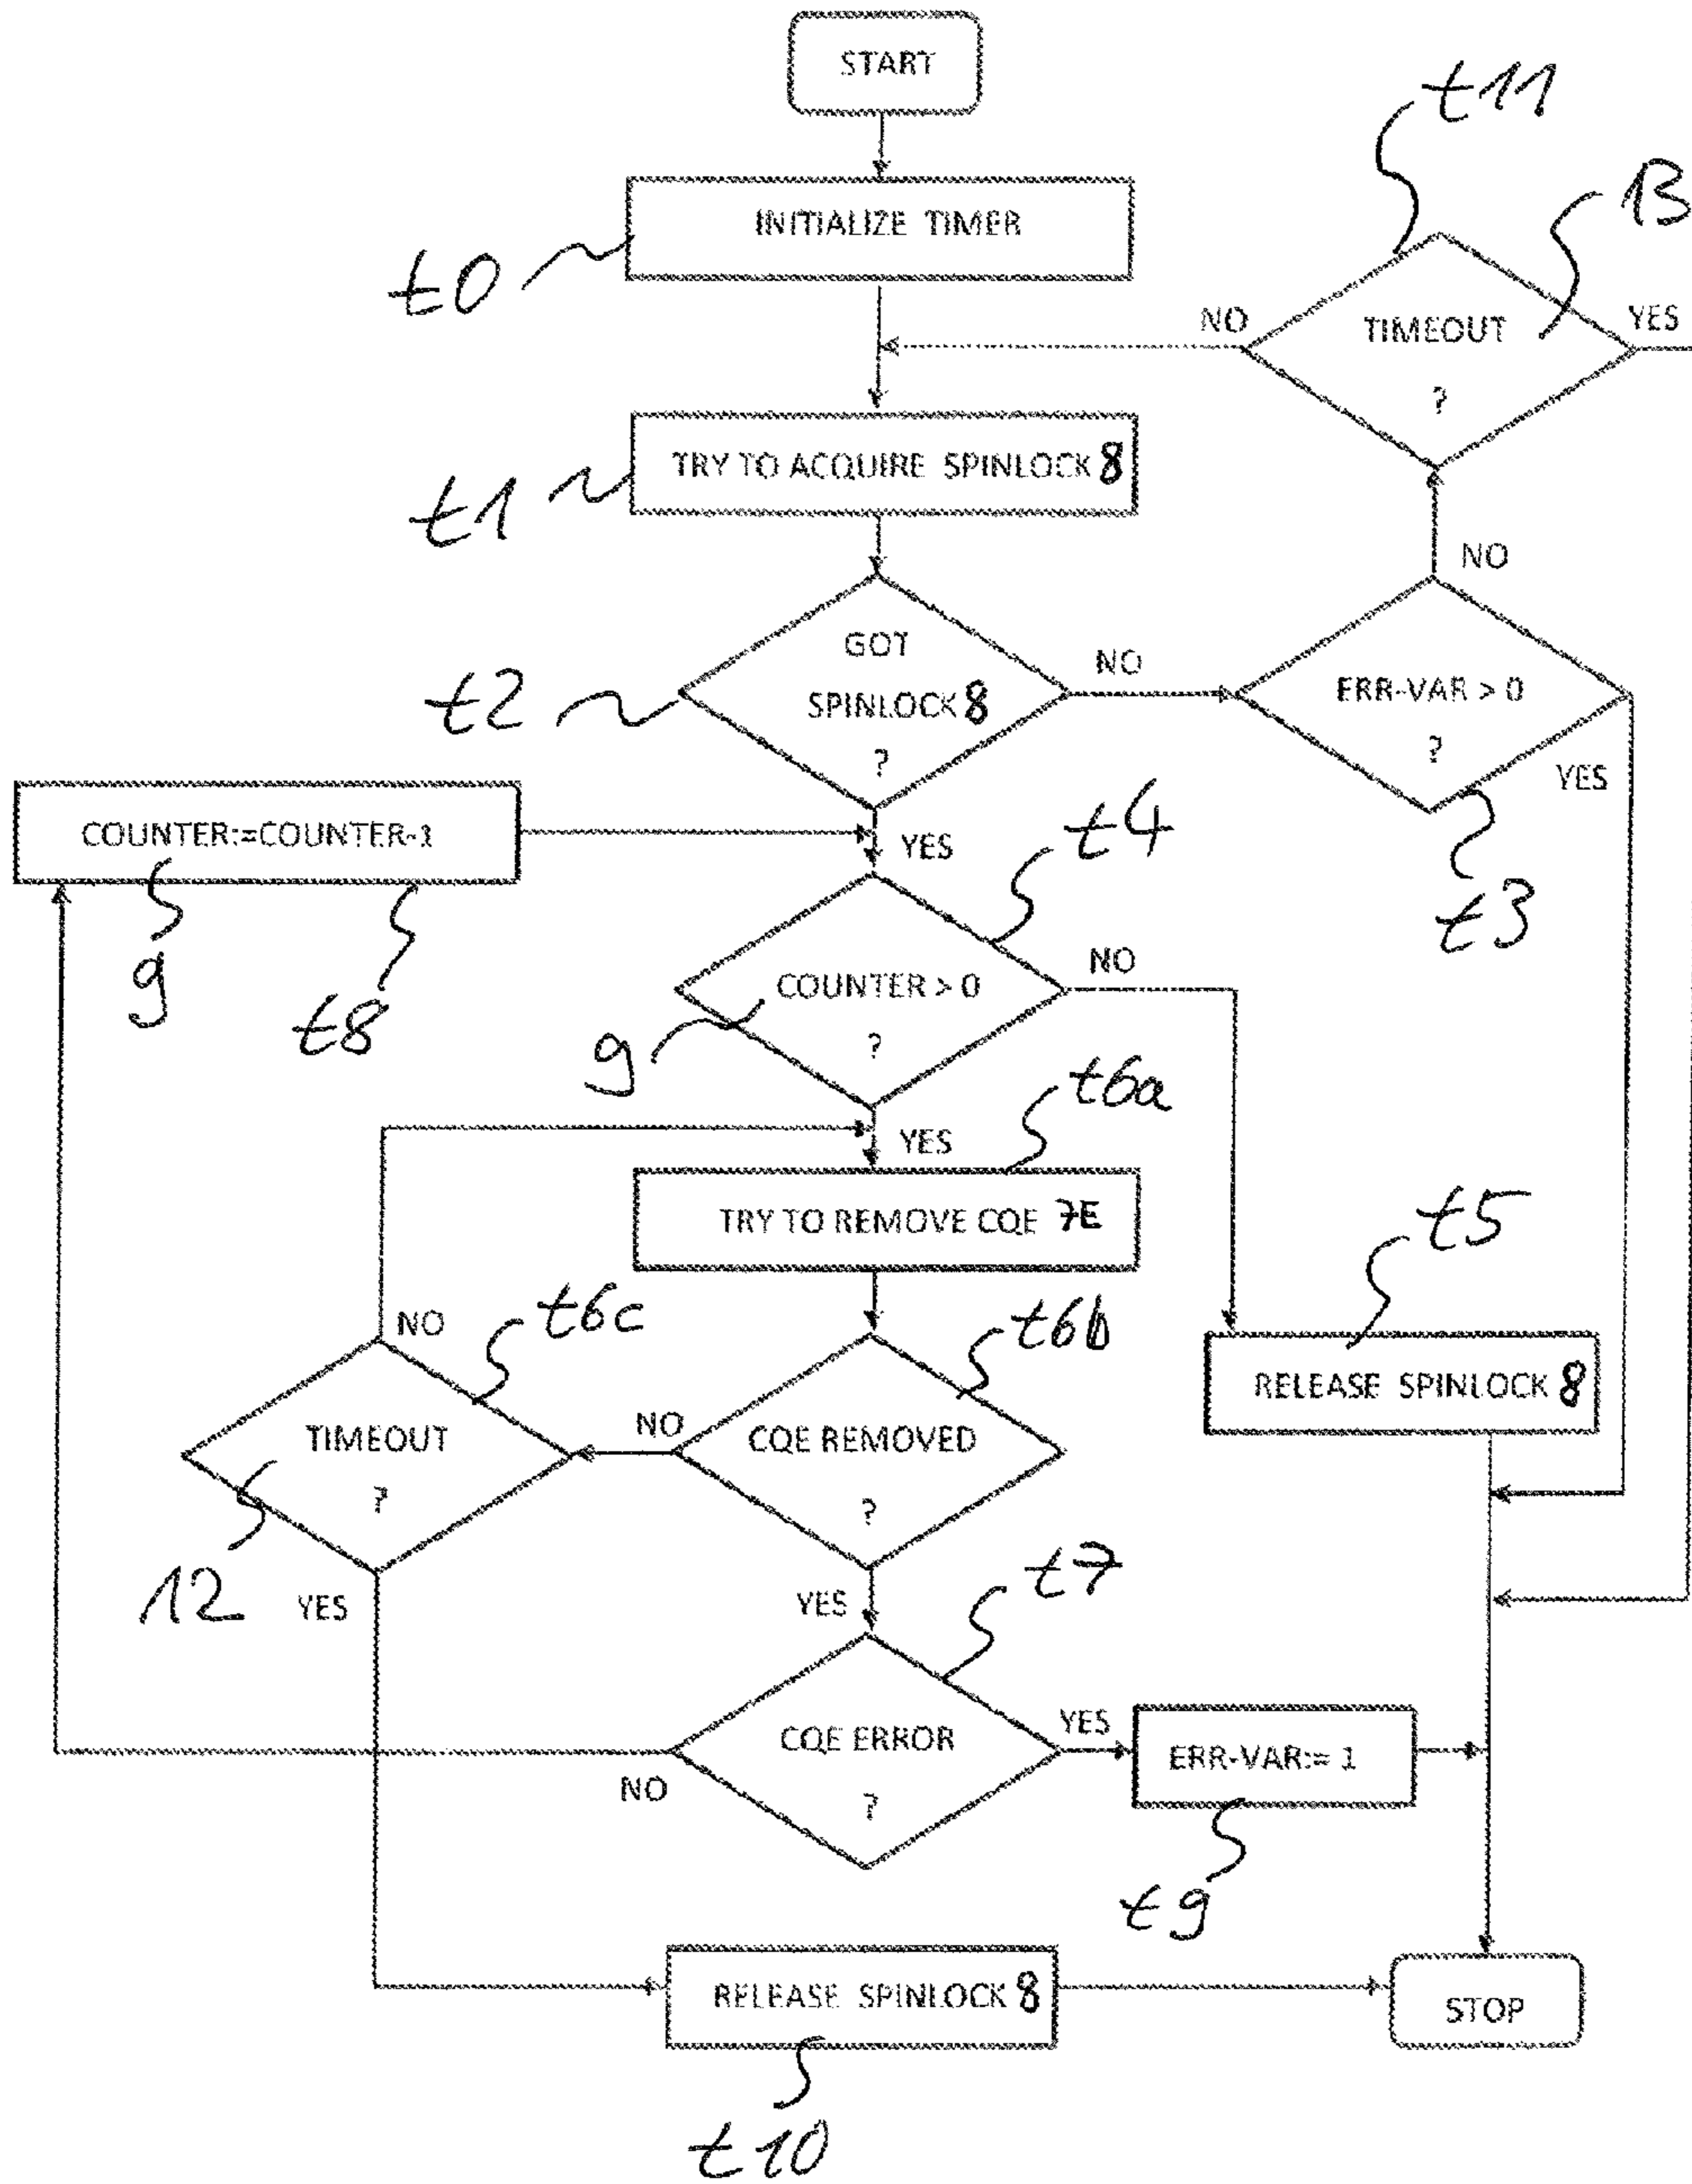 START
t11
INITIALIZE TIMER
13
t0
NO
TIMEOUT
?
YES
TRY TO ACQUIRE SPINLOCK 8
t1
NO
GOT
SPINLOCK 8
?
NO
ERR-VAR > 0
?
YES
t2
t3
COUNTER:=COUNTER-1
YES
t4
9
t8
COUNTER > 0
?
NO
9
t6a
YES
TRY TO REMOVE CQE 7E
t5
NO
t6c
t6b
RELEASE SPINLOCK 8
TIMEOUT
?
NO
CQE REMOVED
?
12
YES
YES
t7
CQE ERROR
?
YES
ERR-VAR:= 1
NO
t9
RELEASE SPINLOCK 8
STOP
t10